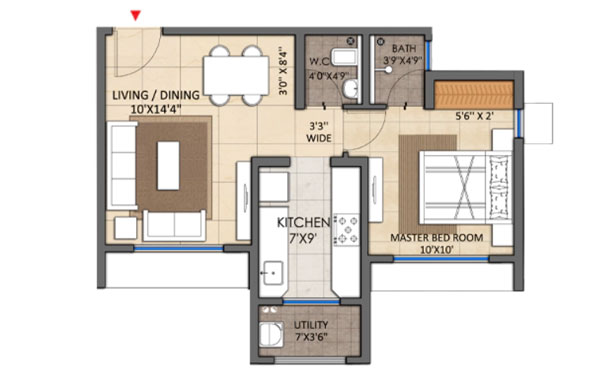 LIVING / DINING
10'X14'4"
3'0" X 8'4"
W.C
4'0"X4'9"
BATH
3'9"X4'9"
5'6" X 2'
3'3"
WIDE
KITCHEN
7'X9'
MASTER BED ROOM
10'X10'
UTILITY
7'X3'6"